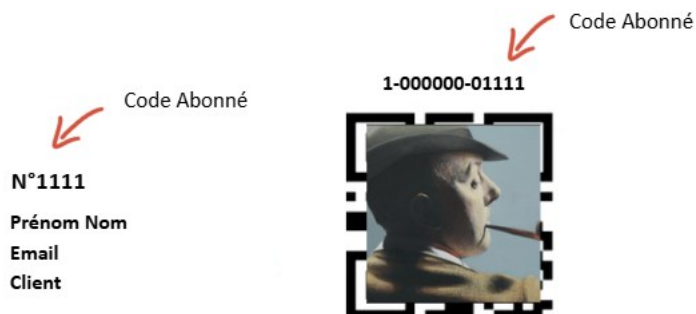 Code Abonné
1-000000-01111
Code Abonné
N°1111
Prénom Nom
Email
Client